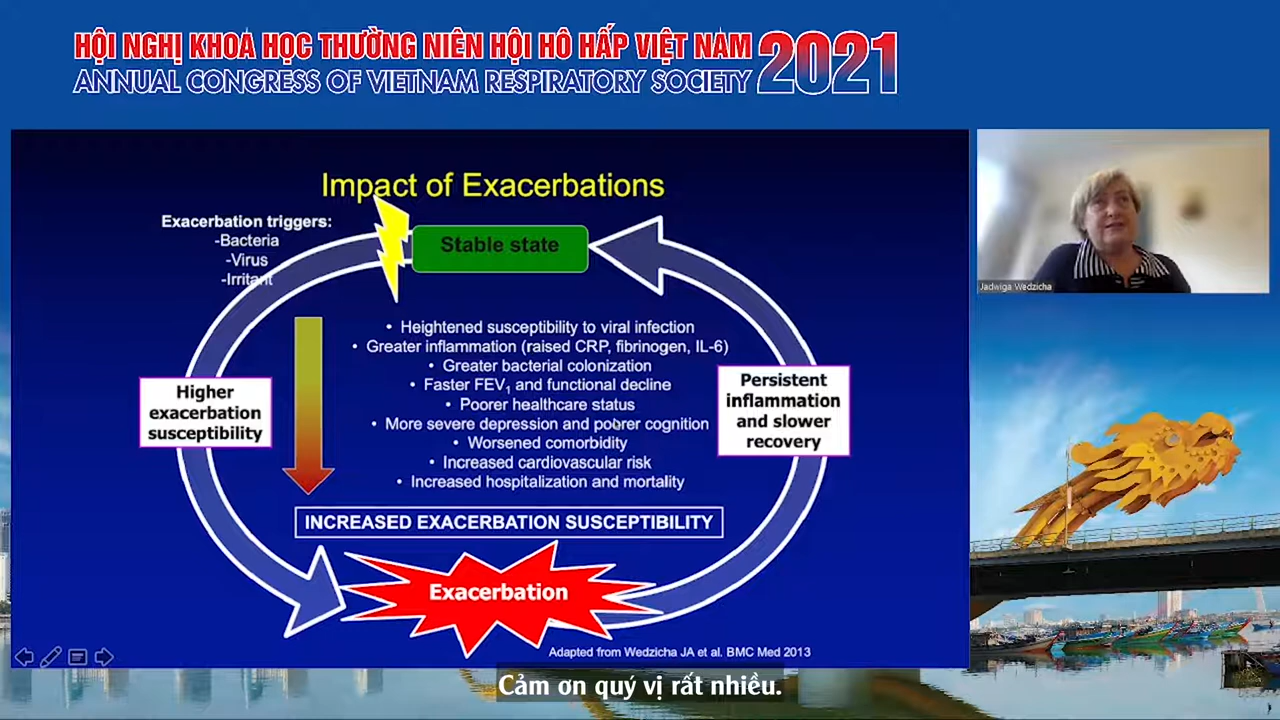 HỘI NGHỊ KHOA HỌC THƯỜNG NIÊN HỘI HÔ HẤP VIỆT NAM 2021
ANNUAL CONGRESS OF VIETNAM RESPIRATORY SOCIETY
Impact of Exacerbations
Exacerbation triggers:
-Bacteria
-Virus
-Irritant
Stable state
• Heightened susceptibility to viral infection
• Greater inflammation (raised CRP, fibrinogen, IL-6)
• Greater bacterial colonization
• Faster FEV1 and functional decline
• Poorer healthcare status
• More severe depression and poorer cognition
• Worsened comorbidity
• Increased cardiovascular risk
• Increased hospitalization and mortality
Higher
exacerbation
susceptibility
Persistent
inflammation
and slower
recovery
INCREASED EXACERBATION SUSCEPTIBILITY
Exacerbation
Adapted from Wedzicha JA et al. BMC Med 2013
Jadwiga Wedzicha
Cảm ơn quý vị rất nhiều.